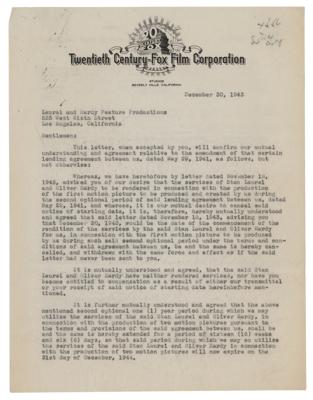 Twentieth Century-Fox Film Corporation
STUDIOS
BEVERLY HILLS, CALIFORNIA
December 30, 1943
Laurel and Hardy Feature Productions
Los Angeles, California
Gentlemen:
This letter, when accepted by you, will confirm our mutual
understanding and agreement relative to the amendment of that certain
lending agreement between us, dated May 29, 1941, as follows, but
not otherwise:
Whereas, we have heretofore by letter dated November 19,
1943, advised you of our desire that the services of Stan Laurel
and Oliver Hardy to be rendered in connection with the production
of the first motion picture to be produced and created by us during
the second optional period of said lending agreement between us, dated
May 29, 1941, and whereas, it is our mutual desire to cancel said
notice of starting date, it is, therefore, hereby mutually understood
and agreed that said letter dated November 19, 1943, advising you
that December 30, 1943 would be the commencement of the
rendition of the services by the said Stan Laurel and Oliver Hardy for
us, in connection with the first motion picture to be produced
by us during such said second optional period under the terms and condi-
tions of said agreement between us, be and the same is hereby cancel-
led, and withdrawn with the same force and effect as if the said
letter had never been sent to you.
It is mutually understood and agreed, that the said Stan
Laurel and Oliver Hardy have neither rendered services, nor have you
become entitled to compensation as a result of either our transmittal
or your receipt of said notice of starting date hereinbefore men-
tioned.
It is further mutually understood and agreed that the above
mentioned second optional one (1) year period during which we may
utilize the services of the said Stan Laurel and Oliver Hardy, in
connection with the production of two motion pictures pursuant to
the terms and provisions of the said agreement between us, shall be
and the same is hereby extended for a period of sixteen (16) weeks
and six (6) days, so that said period during which we may so utilize
the services of the said Stan Laurel and Oliver Hardy in connection
with the production of two motion pictures will now expire on the
31st day of December, 1944.